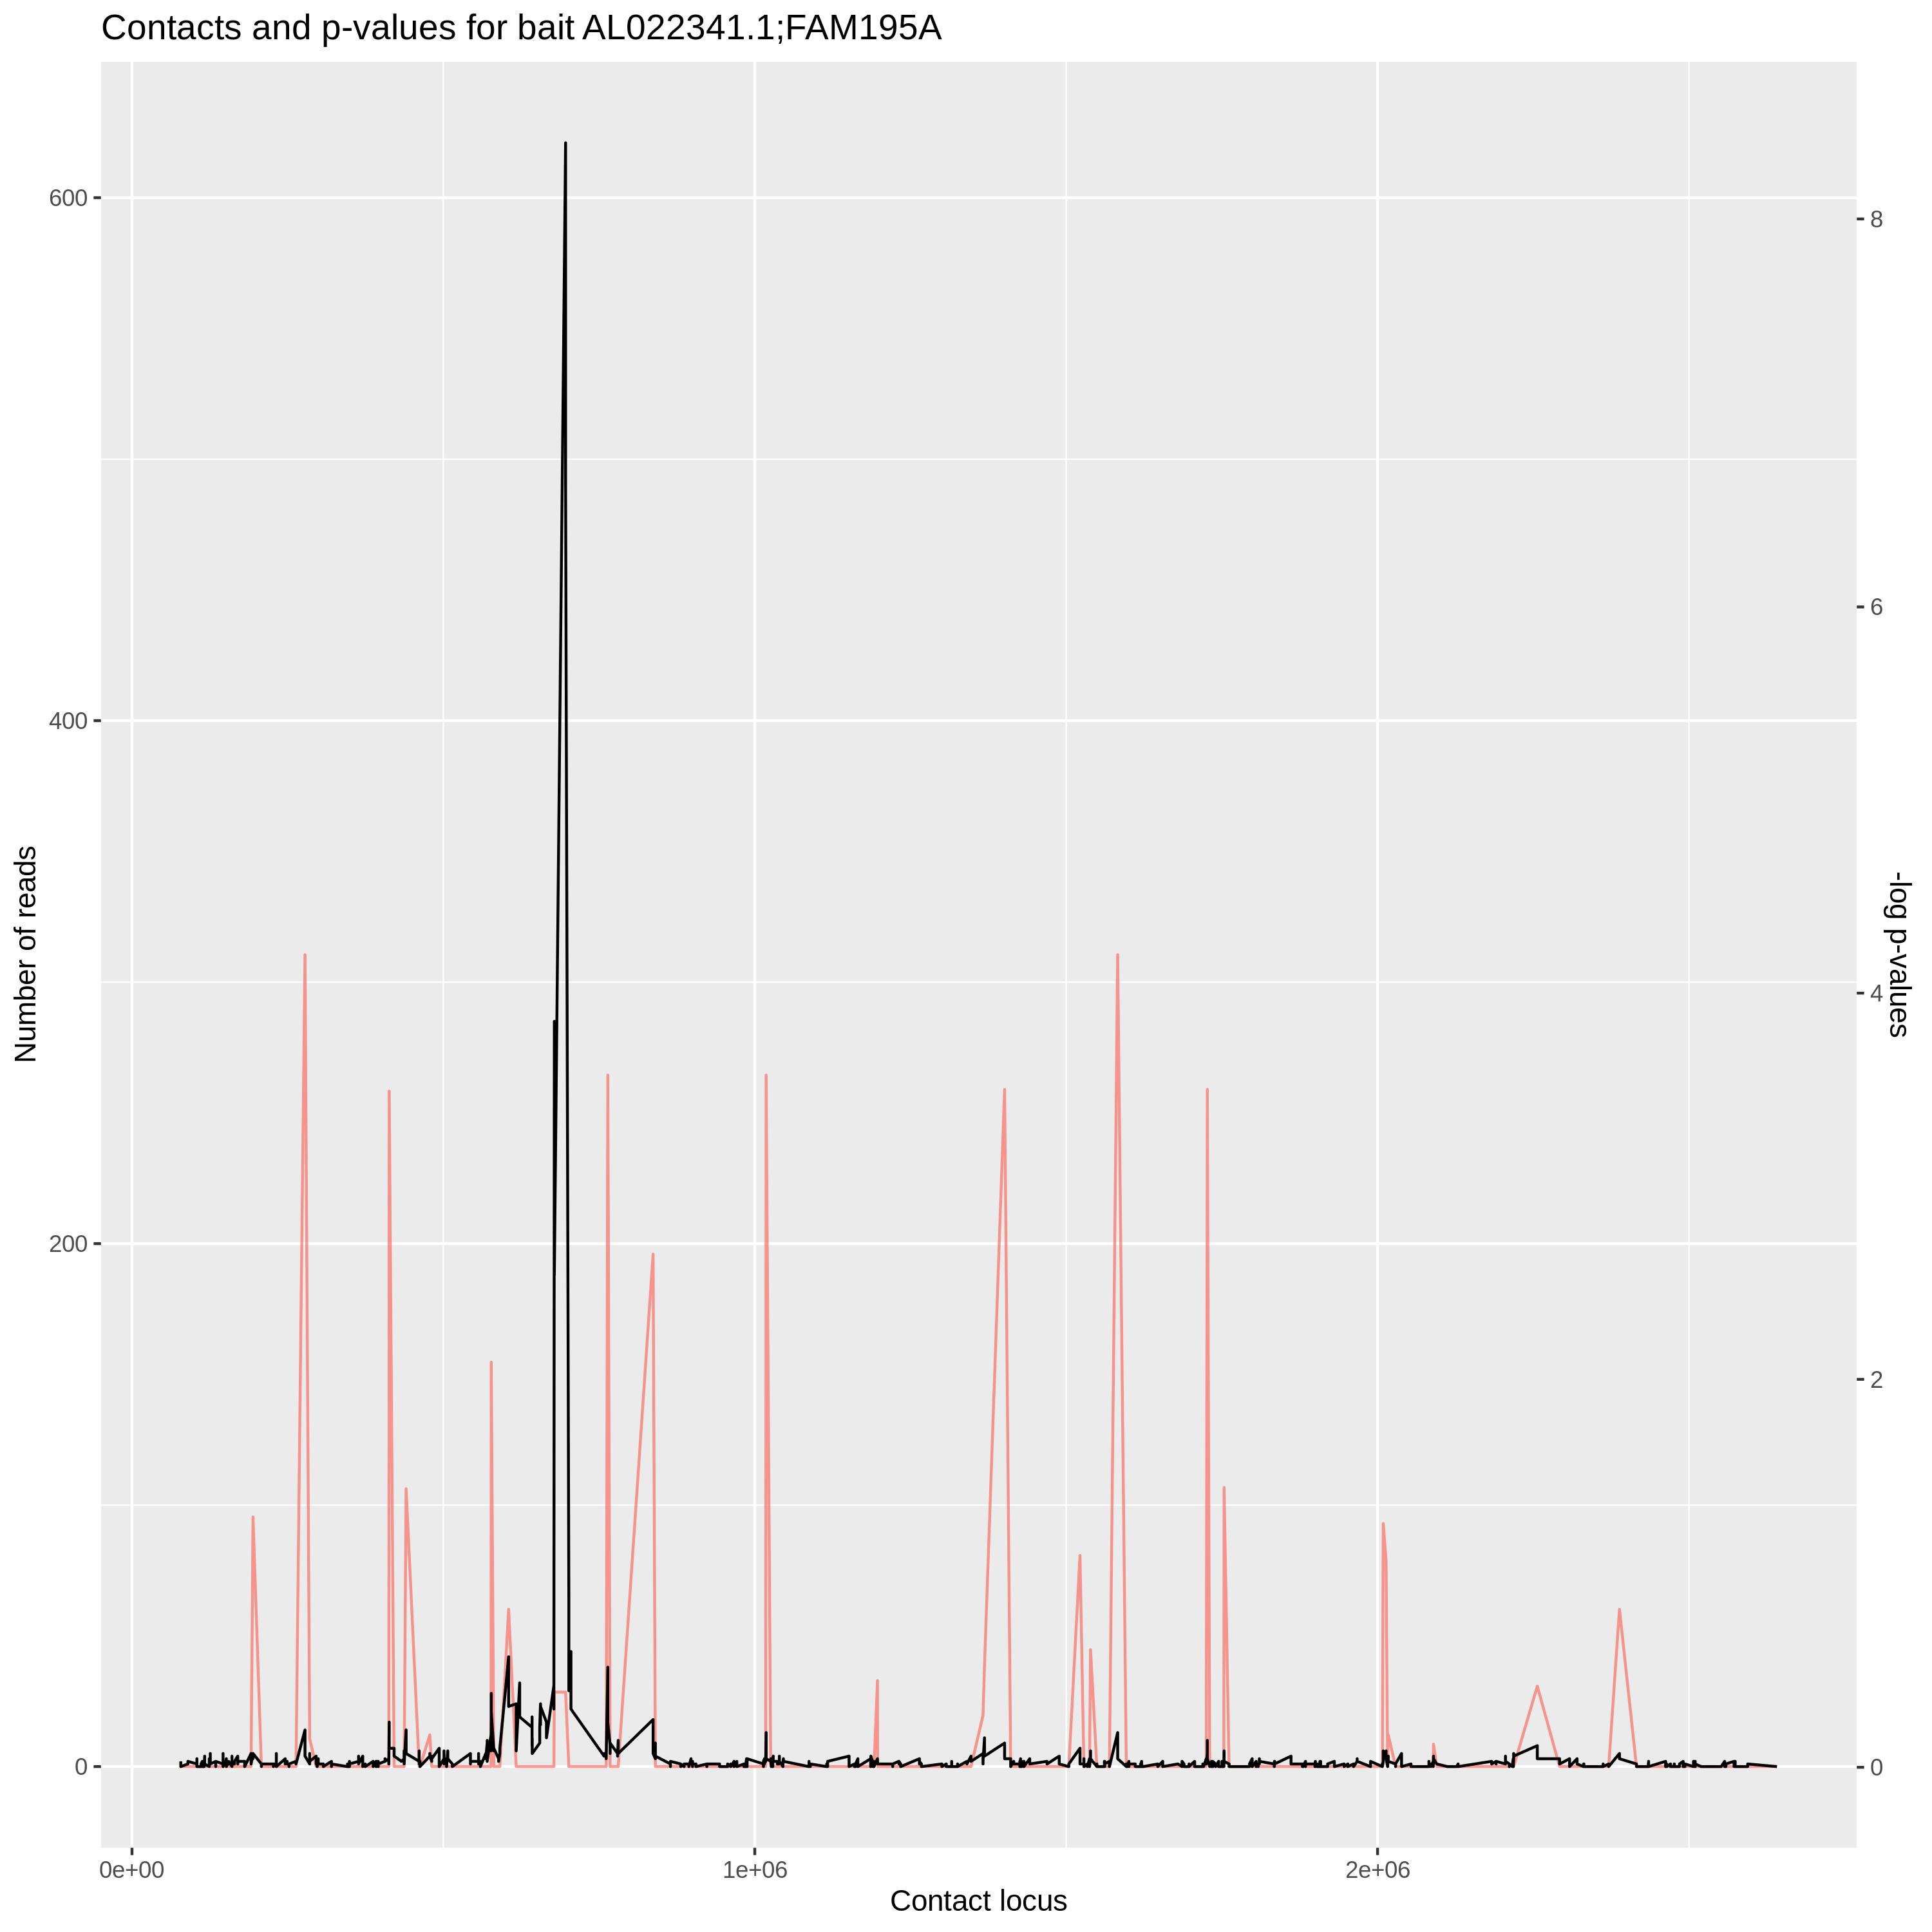 Contacts and p-values for bait AL022341.1;FAM195A
Number of reads
600
400
200
0
8
6
4
2
0
-log p-values
0e+00
1e+06
2e+06
Contact locus